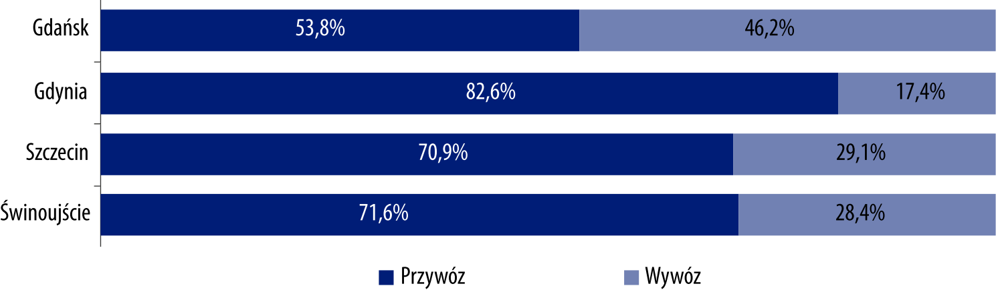 Gdańsk 53,8% 46,2%
Gdynia 82,6% 17,4%
Szczecin 70,9% 29,1%
Świnoujście 71,6% 28,4%
Przywóz Wywóz